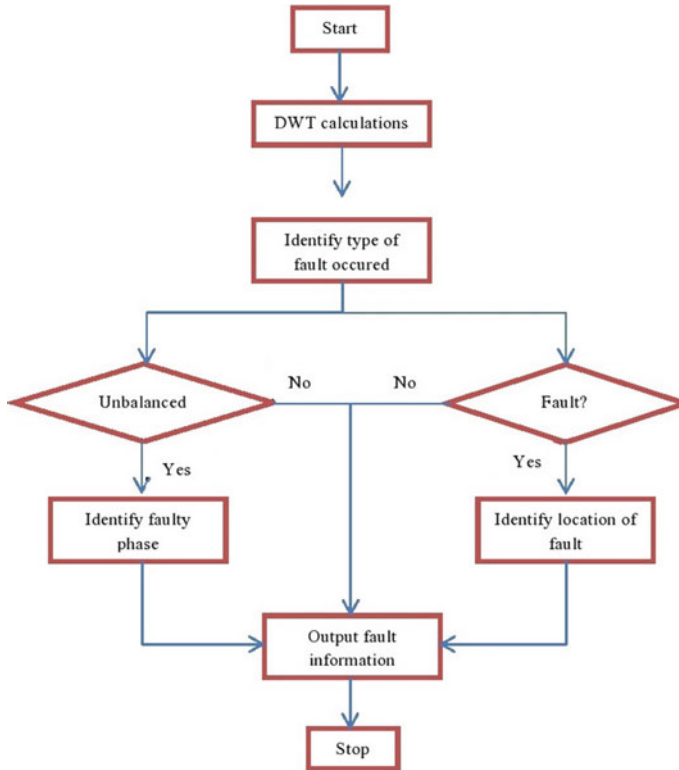 Start
DWT calculations
Identify type of
fault occured
Unbalanced
No
No
Fault?
Yes
Yes
Identify faulty
phase
Identify location of
fault
Output fault
information
Stop